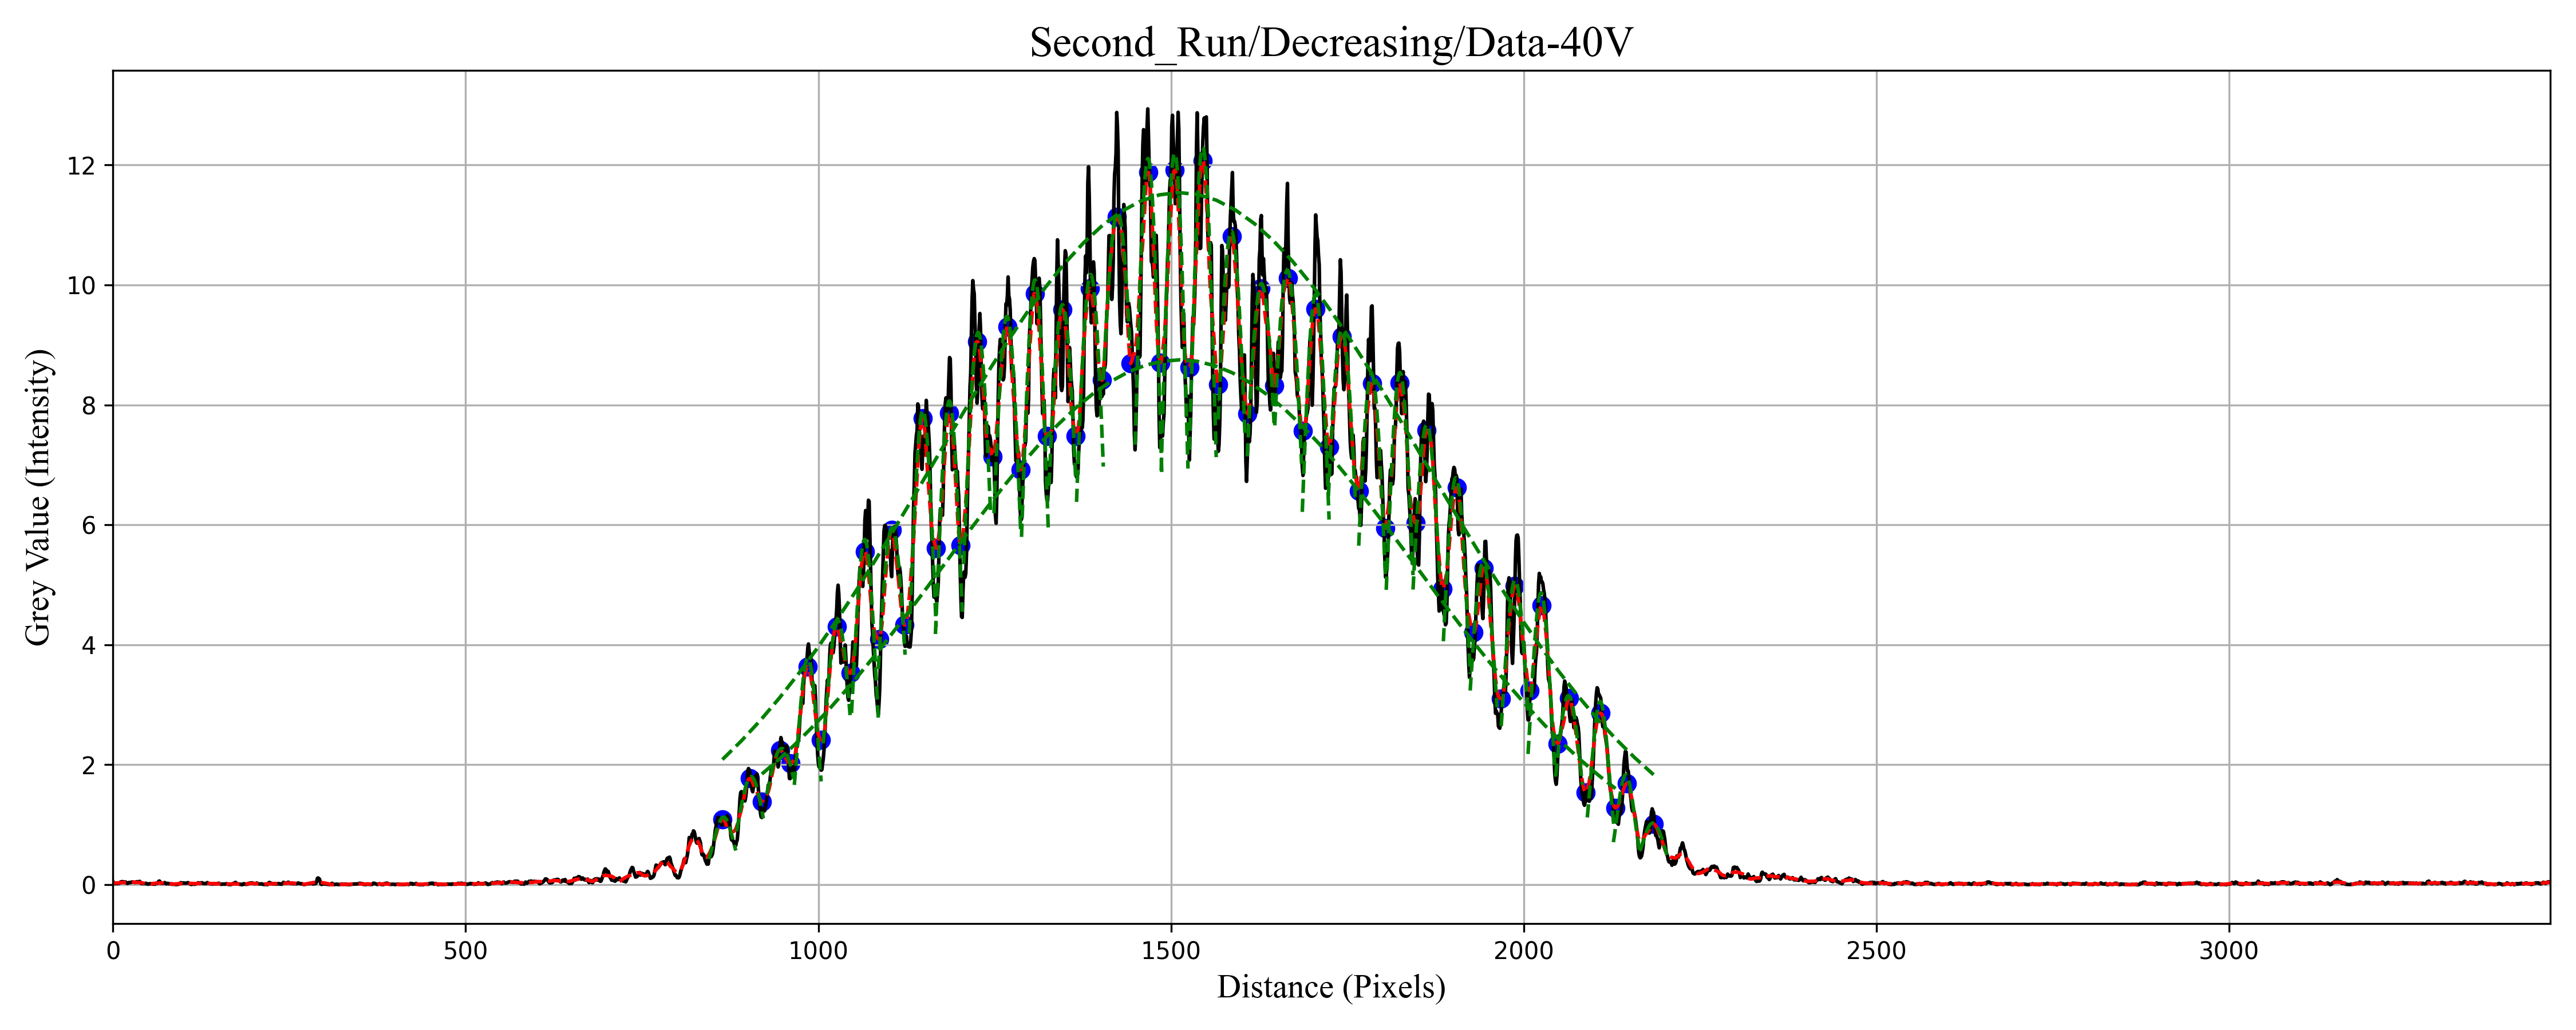 Second_Run/Decreasing/Data-40V
Grey Value (Intensity)
12
10
8
6
4
2
0
0 500 1000 1500 2000 2500 3000
Distance (Pixels)